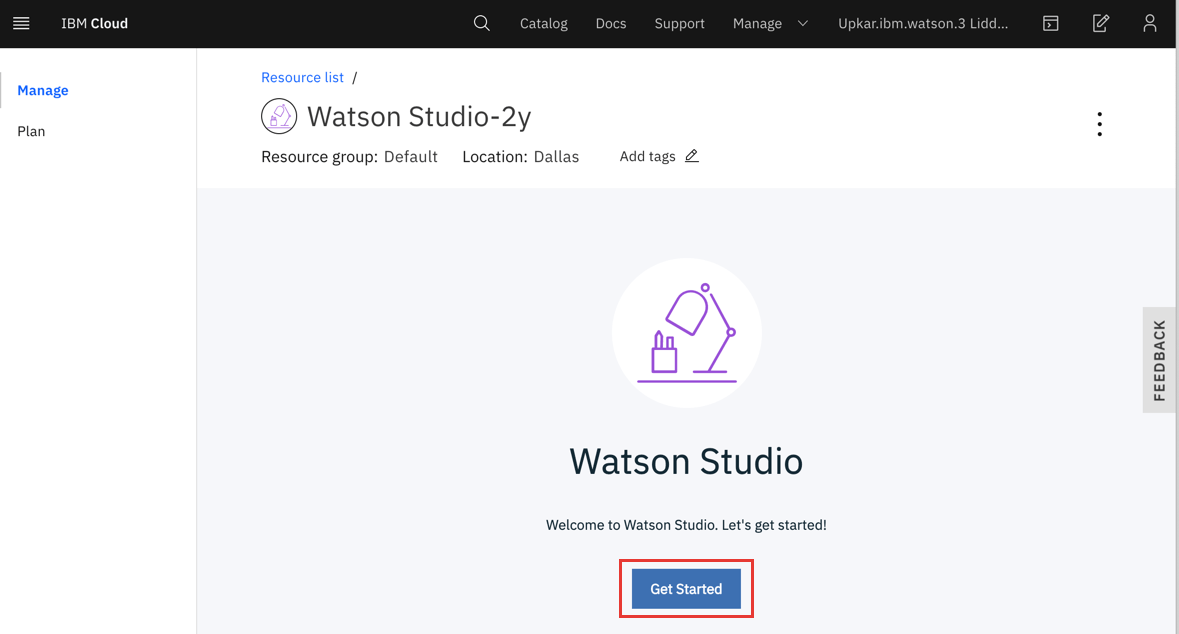 IBM Cloud Catalog Docs Support Manage Upkar.ibm.watson.3 Lidd...
Manage
Plan
Resource list /
Watson Studio-2y
Resource group: Default Location: Dallas Add tags
FEEDBACK
Watson Studio
Welcome to Watson Studio. Let's get started!
Get Started